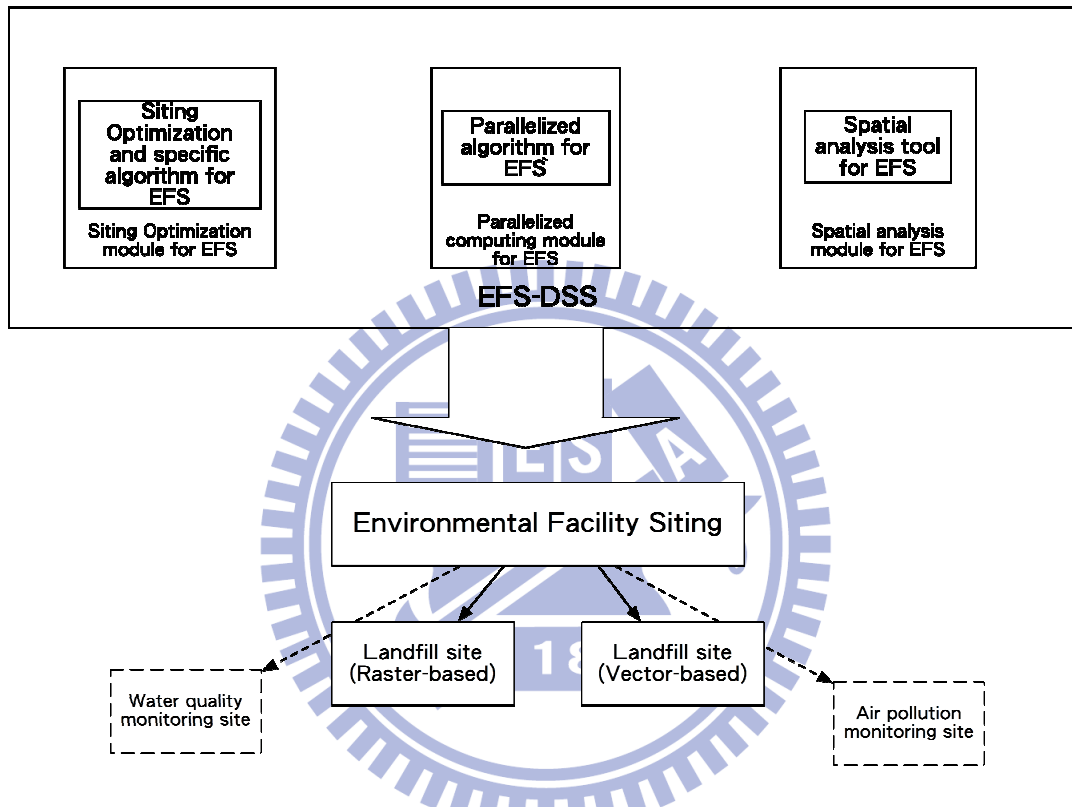 Siting
Optimization
and specific
algorithm for
EFS
Siting Optimization
module for EFS
Parallelized
algorithm for
EFS
Parallelized
computing module
for EFS
Spatial
analysis tool
for EFS
Spatial analysis
module for EFS
EFS-DSS
E S A
Environmental Facility Siting
Landfill site
(Raster-based)
Landfill site
(Vector-based)
18
Water quality
monitoring site
Air pollution
monitoring site